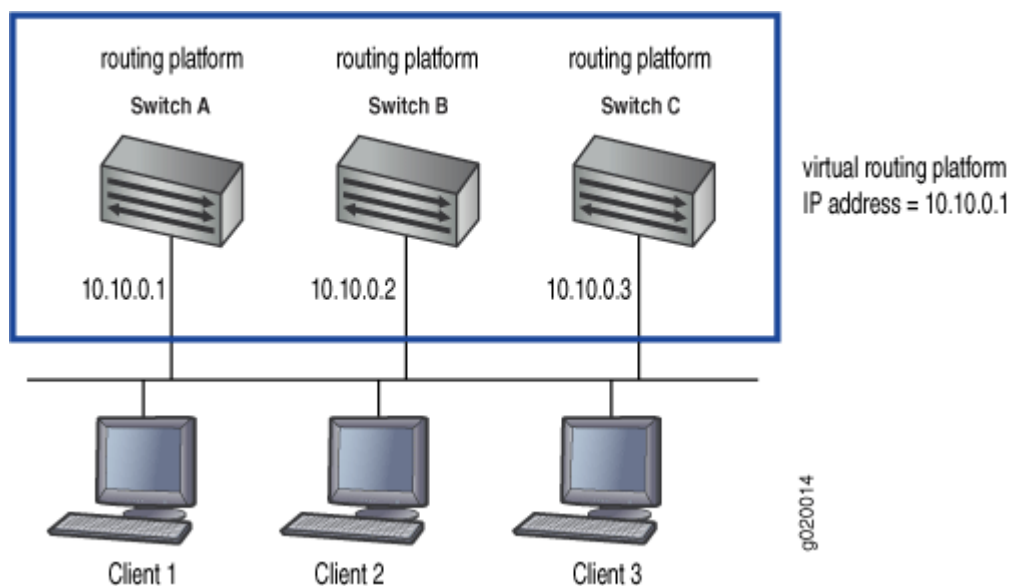 routing platform
routing platform
routing platform
Switch A
Switch B
Switch C
virtual routing platform
IP address = 10.10.0.1
10.10.0.1
10.10.0.2
10.10.0.3
Client 1
Client 2
Client 3
g020014